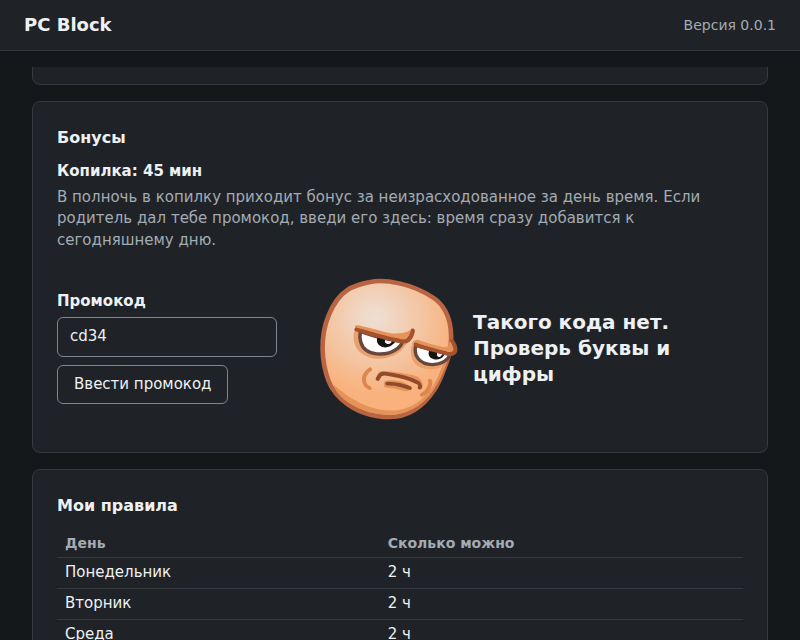 PC Block
Версия 0.0.1
Бонусы
Копилка: 45 мин
В полночь в копилку приходит бонус за неизрасходованное за день время. Если
родитель дал тебе промокод, введи его здесь: время сразу добавится к
сегодняшнему дню.
Промокод
cd34
Ввести промокод
Такого кода нет.
Проверь буквы и
цифры
Мои правила
День Сколько можно
Понедельник 2 ч
Вторник 2 ч
Среда 2 ч